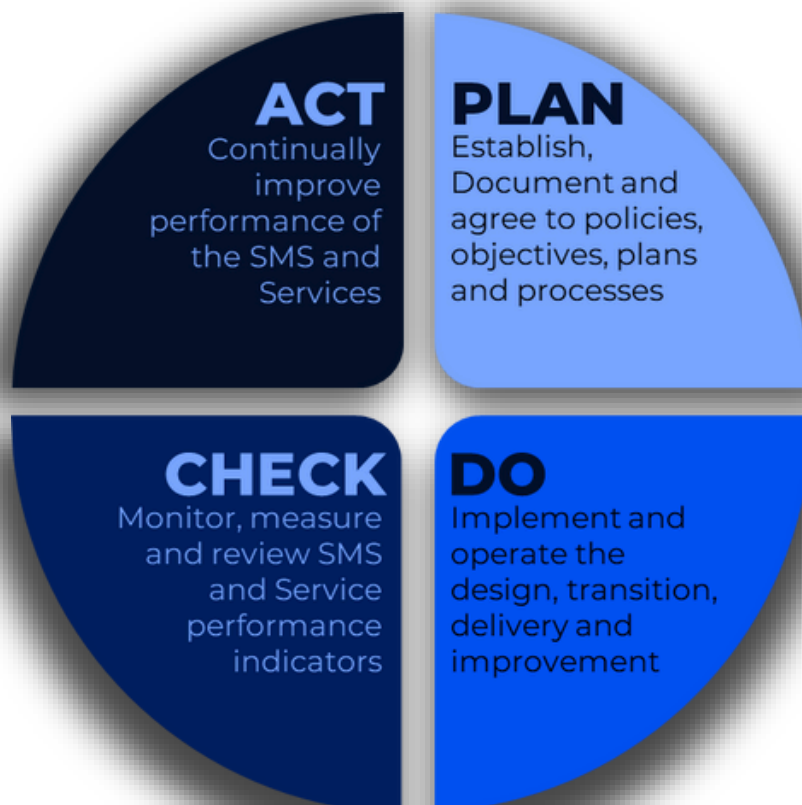 ACT
Continually
improve
performance of
the SMS and
Services
PLAN
Establish,
Document and
agree to policies,
objectives, plans
and processes
CHECK
Monitor, measure
and review SMS
and Service
performance
indicators
DO
Implement and
operate the
design, transition,
delivery and
improvement